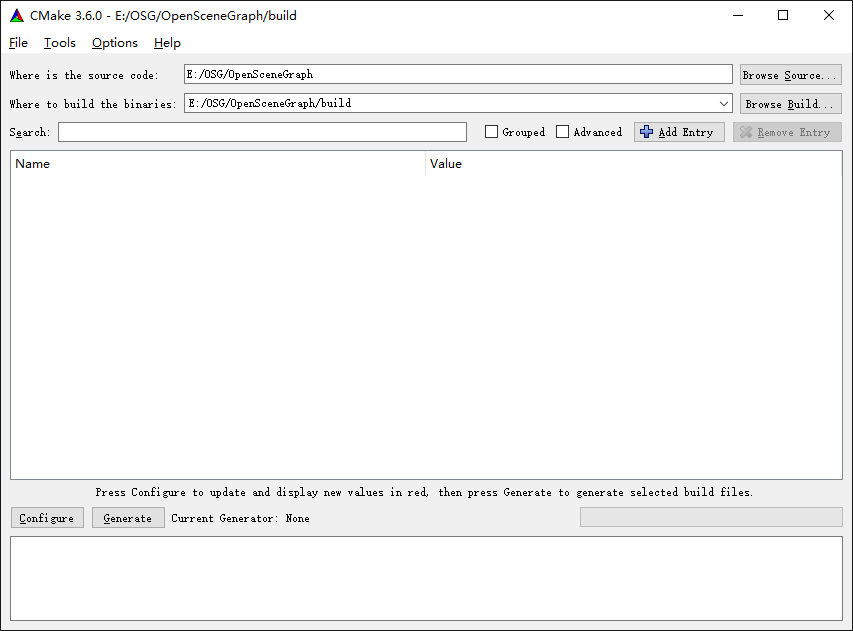 CMake 3.6.0 - E:/OSG/OpenSceneGraph/build
File Tools Options Help
Where is the source code: E:/OSG/OpenSceneGraph Browse Source...
Where to build the binaries: E:/OSG/OpenSceneGraph/build Browse Build...
Search: Grouped Advanced Add Entry Remove Entry
Name Value
Press Configure to update and display new values in red, then press Generate to generate selected build files.
Configure Generate Current Generator: None